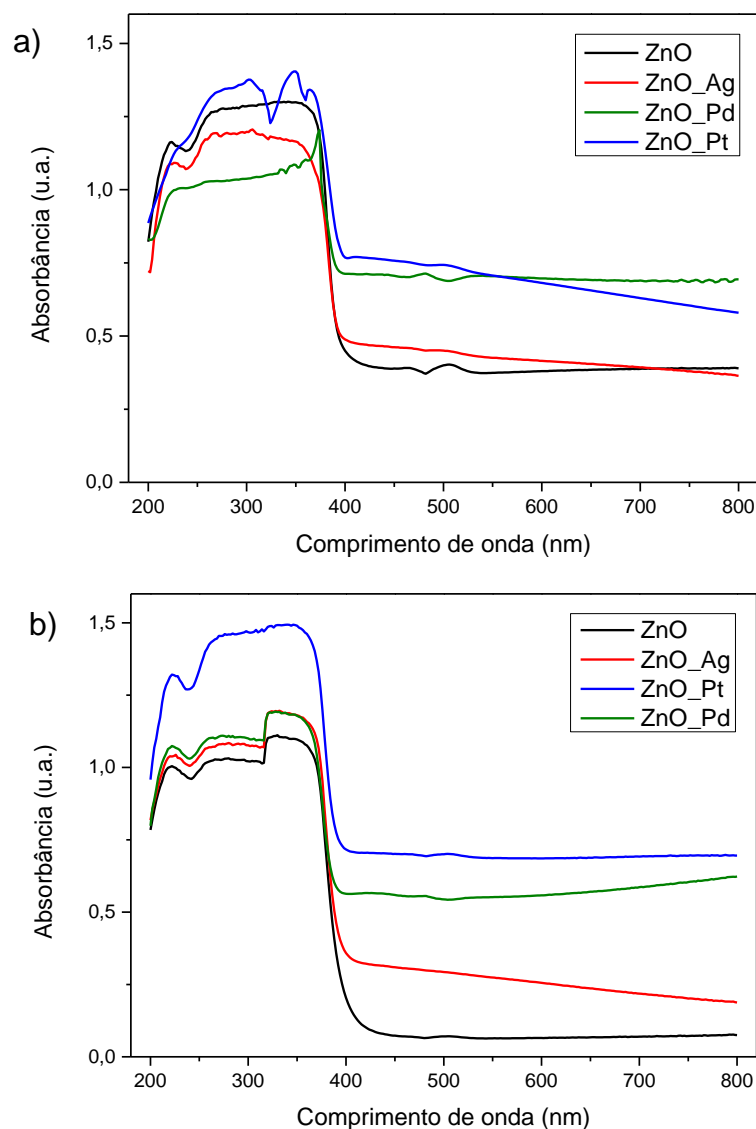 a)
1,5
1,0
0,5
0,0
Absorbância (u.a.)
ZnO
ZnO_Ag
ZnO_Pd
ZnO_Pt
200 300 400 500 600 700 800
Comprimento de onda (nm)
b)
1,5
1,0
0,5
0,0
Absorbância (u.a.)
ZnO
ZnO_Ag
ZnO_Pt
ZnO_Pd
200 300 400 500 600 700 800
Comprimento de onda (nm)